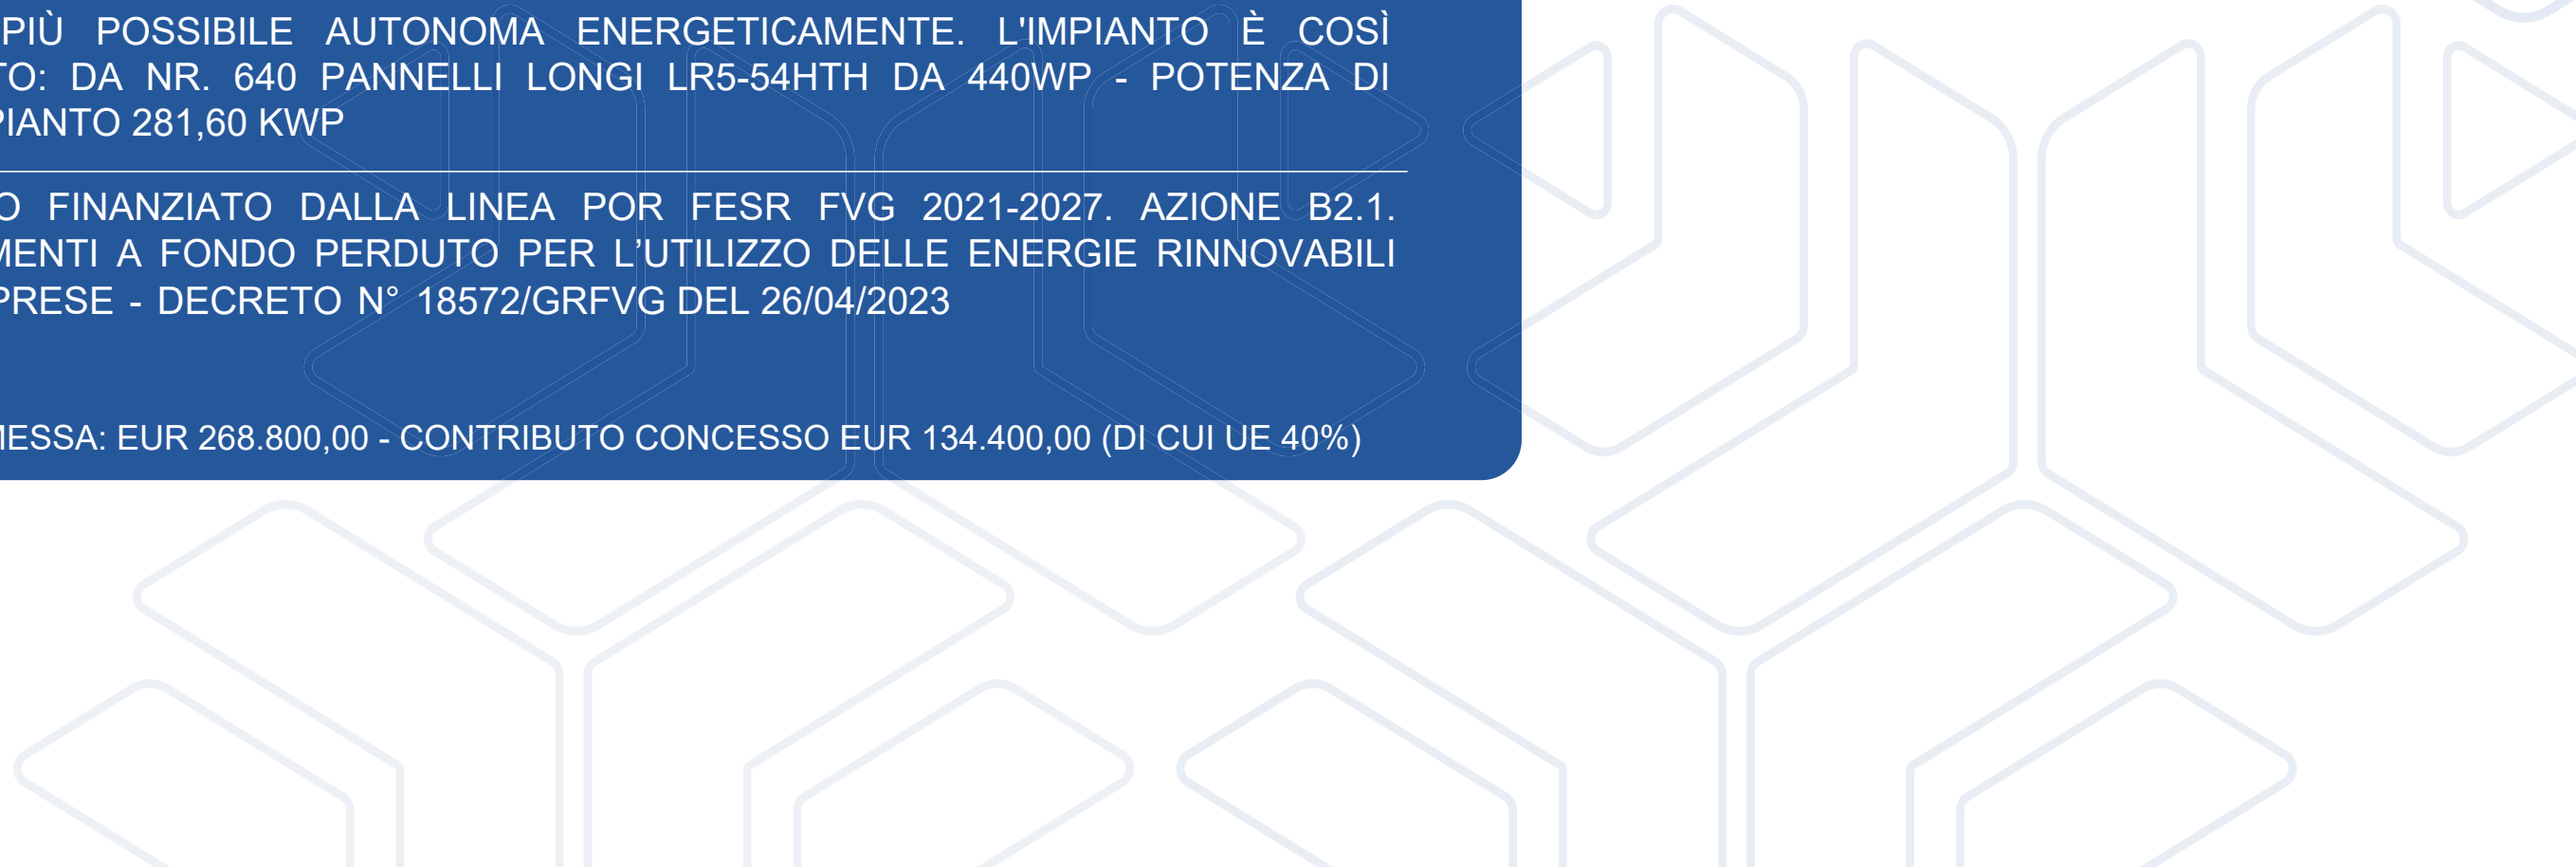 PIÙ POSSIBILE AUTONOMA ENERGETICAMENTE. L'IMPIANTO È COSÌ
TO: DA NR. 640 PANNELLI LONGI LR5-54HTH DA 440WP - POTENZA DI
PIANTO 281,60 KWP
O FINANZIATO DALLA LINEA POR FESR FVG 2021-2027. AZIONE B2.1.
MENTI A FONDO PERDUTO PER L’UTILIZZO DELLE ENERGIE RINNOVABILI
PRESE - DECRETO N° 18572/GRFVG DEL 26/04/2023
MESSA: EUR 268.800,00 - CONTRIBUTO CONCESSO EUR 134.400,00 (DI CUI UE 40%)